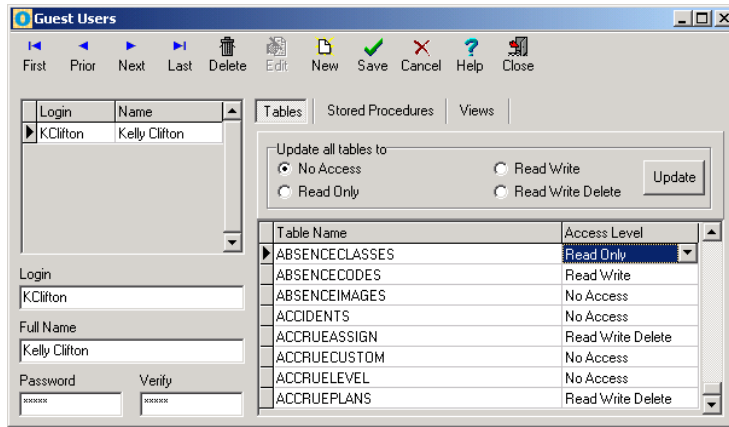 Guest Users
First Prior Next Last Delete Edit New Save Cancel Help Close
Login Name
KClifton Kelly Clifton
Login
KClifton
Full Name
Kelly Clifton
Password Verify
xxxxx xxxxx
Tables Stored Procedures Views
Update all tables to
No Access Read Write
Read Only Read Write Delete
Update
Table Name Access Level
ABSENCECLASSES Read Only
ABSENCECODES Read Write
ABSENCEIMAGES No Access
ACCIDENTS No Access
ACCRUEASSIGN Read Write Delete
ACCRUECUSTOM No Access
ACCRUELEVEL No Access
ACCRUEPLANS Read Write Delete